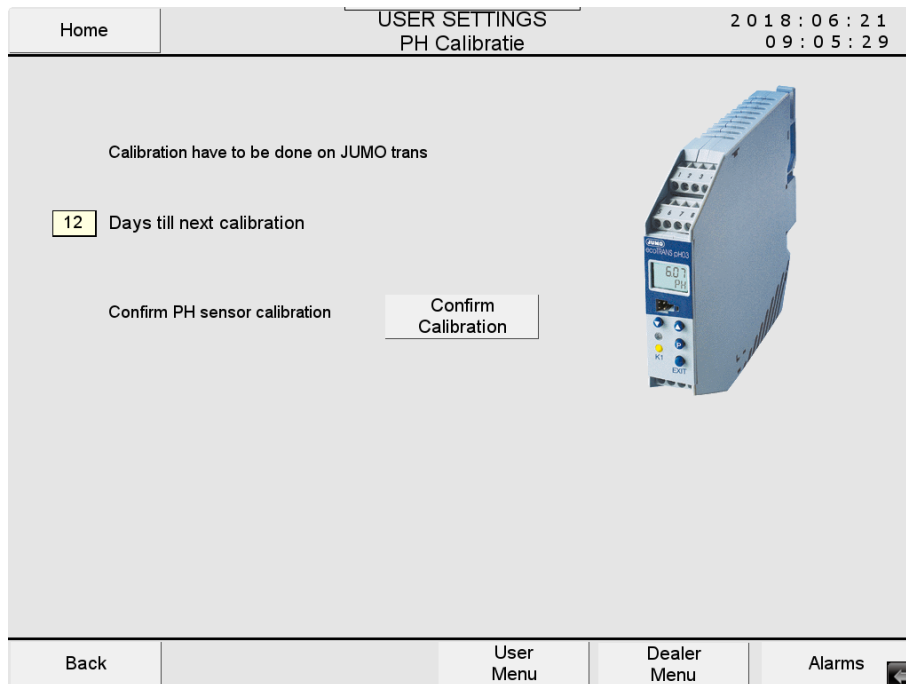 Home
USER SETTINGS
PH Calibratie
2018:06:21
09:05:29
Calibration have to be done on JUMO trans
12 Days till next calibration
Confirm PH sensor calibration
Confirm
Calibration
JUMO
ecoTRANS pH03
6.07
PH
P
K1
EXIT
Back
User
Menu
Dealer
Menu
Alarms